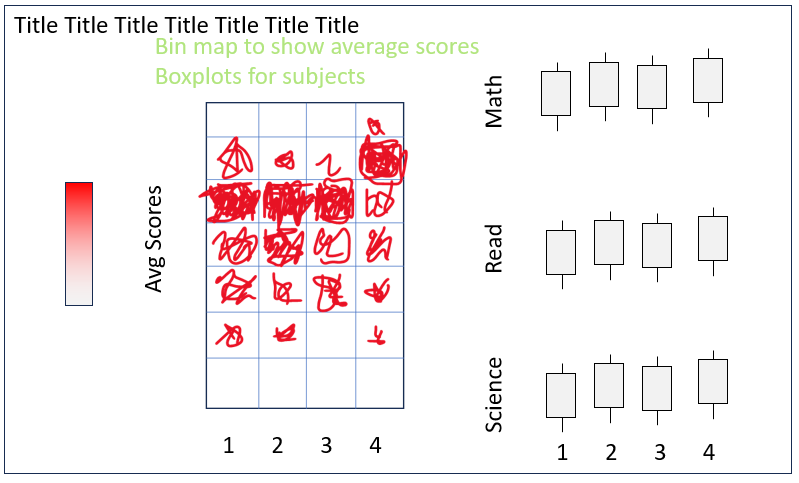 Title Title Title Title Title Title Title
Bin map to show average scores
Boxplots for subjects
Avg Scores
1 2 3 4
Math
Read
Science
1 2 3 4